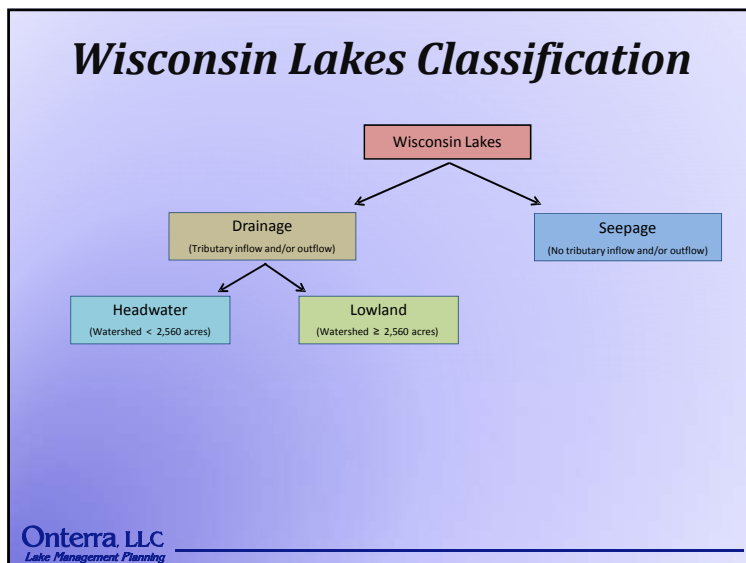 Wisconsin Lakes Classification
Wisconsin Lakes
Drainage
(Tributary inflow and/or outflow)
Seepage
(No tributary inflow and/or outflow)
Headwater
(Watershed < 2,560 acres)
Lowland
(Watershed ≥ 2,560 acres)
Onterra, LLC
Lake Management Planning